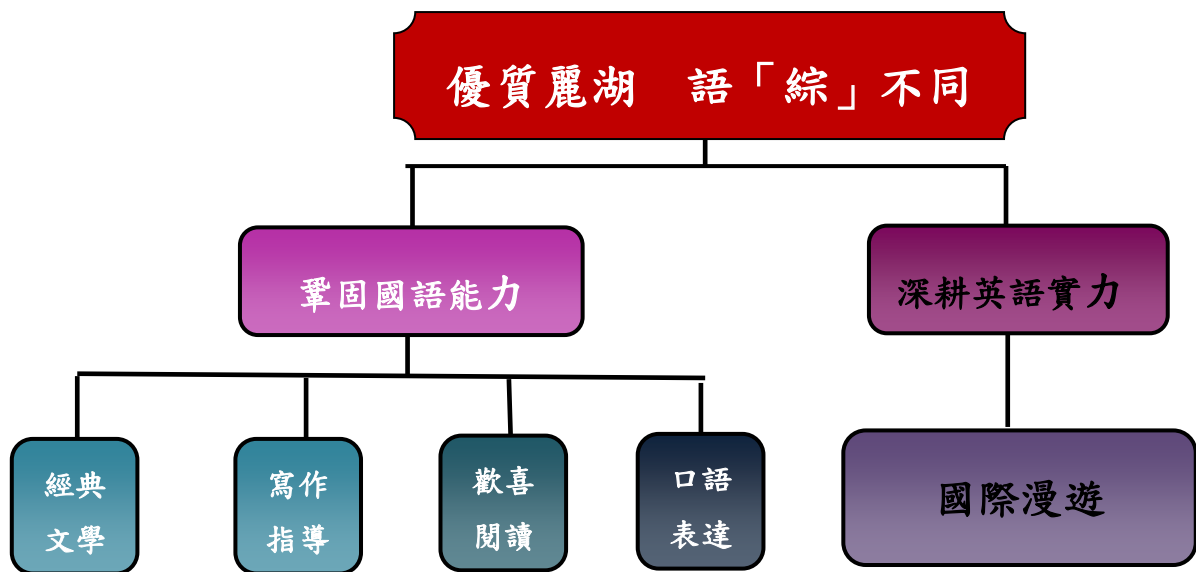 優質麗湖　語「綜」不同
鞏固國語能力
深耕英語實力
經典
文學
寫作
指導
歡喜
閱讀
口語
表達
國際漫遊